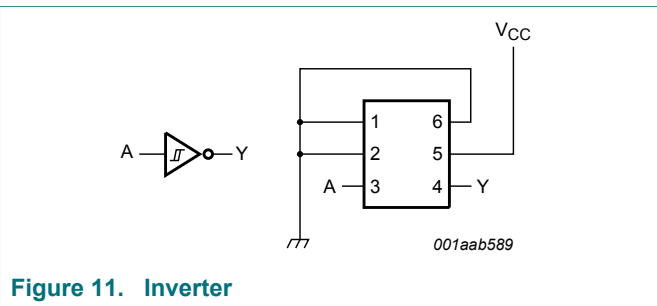 VCC
1 6
A Y 2 5
A 3 4 Y
001aab589
Figure 11. Inverter